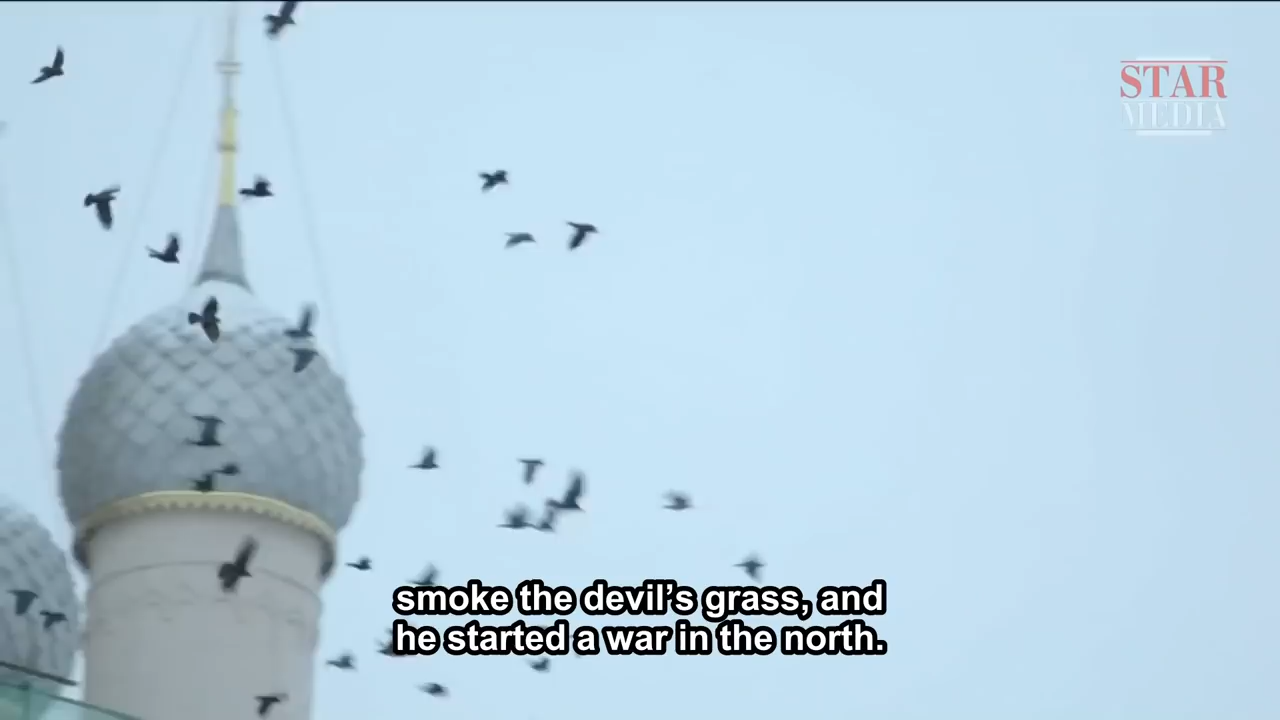 STAR
MEDIA
smoke the devil’s grass, and
he started a war in the north.